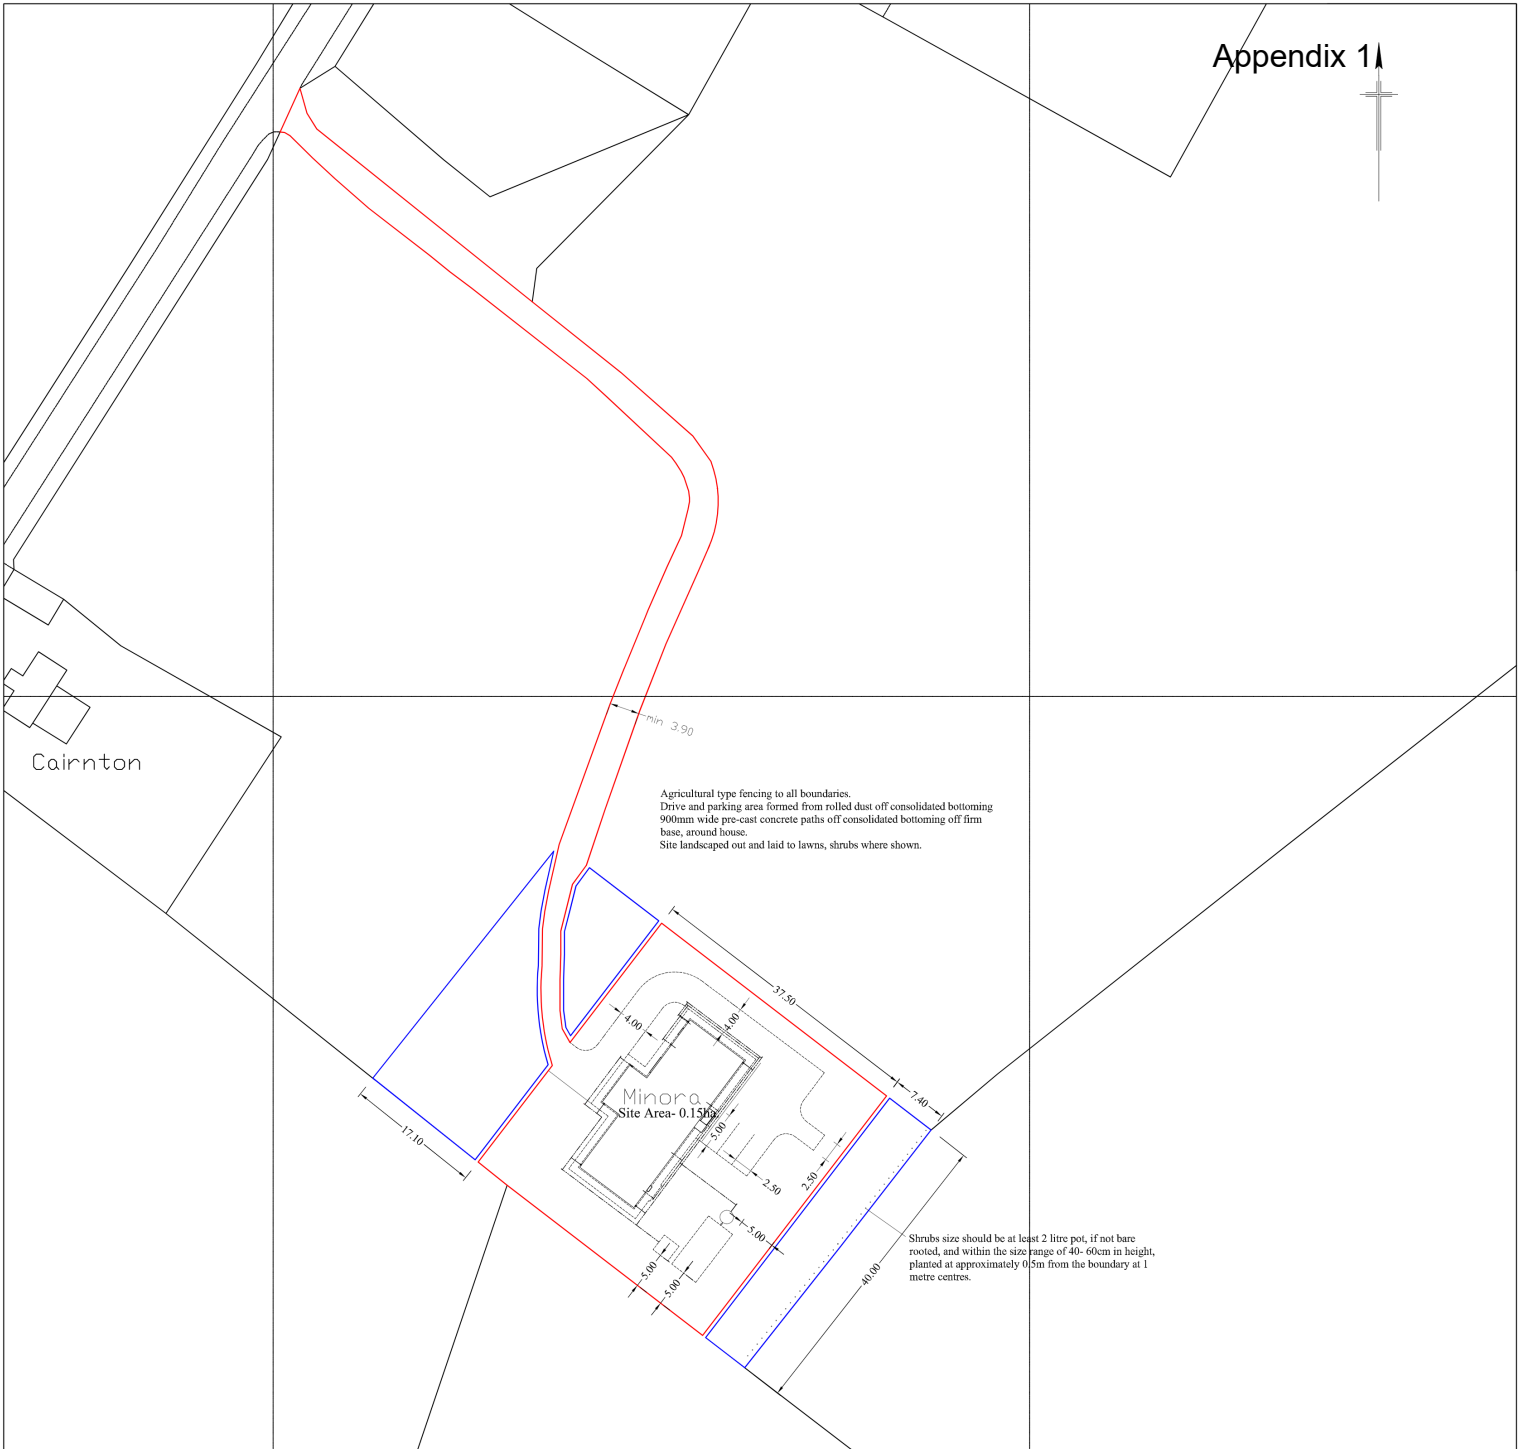 Appendix 1
Cairnton
min 3.90
Agricultural type fencing to all boundaries.
Drive and parking area formed from rolled dust off consolidated bottoming
900mm wide pre-cast concrete paths off consolidated bottoming off firm
base, around house.
Site landscaped out and laid to lawns, shrubs where shown.
37.50
7.40
4.00
4.00
Minora
Site Area- 0.15ha
5.00
17.10
2.50
2.50
5.00
5.00
5.00
40.00
Shrubs size should be at least 2 litre pot, if not bare
rooted, and within the size range of 40- 60cm in height,
planted at approximately 0.5m from the boundary at 1
metre centres.